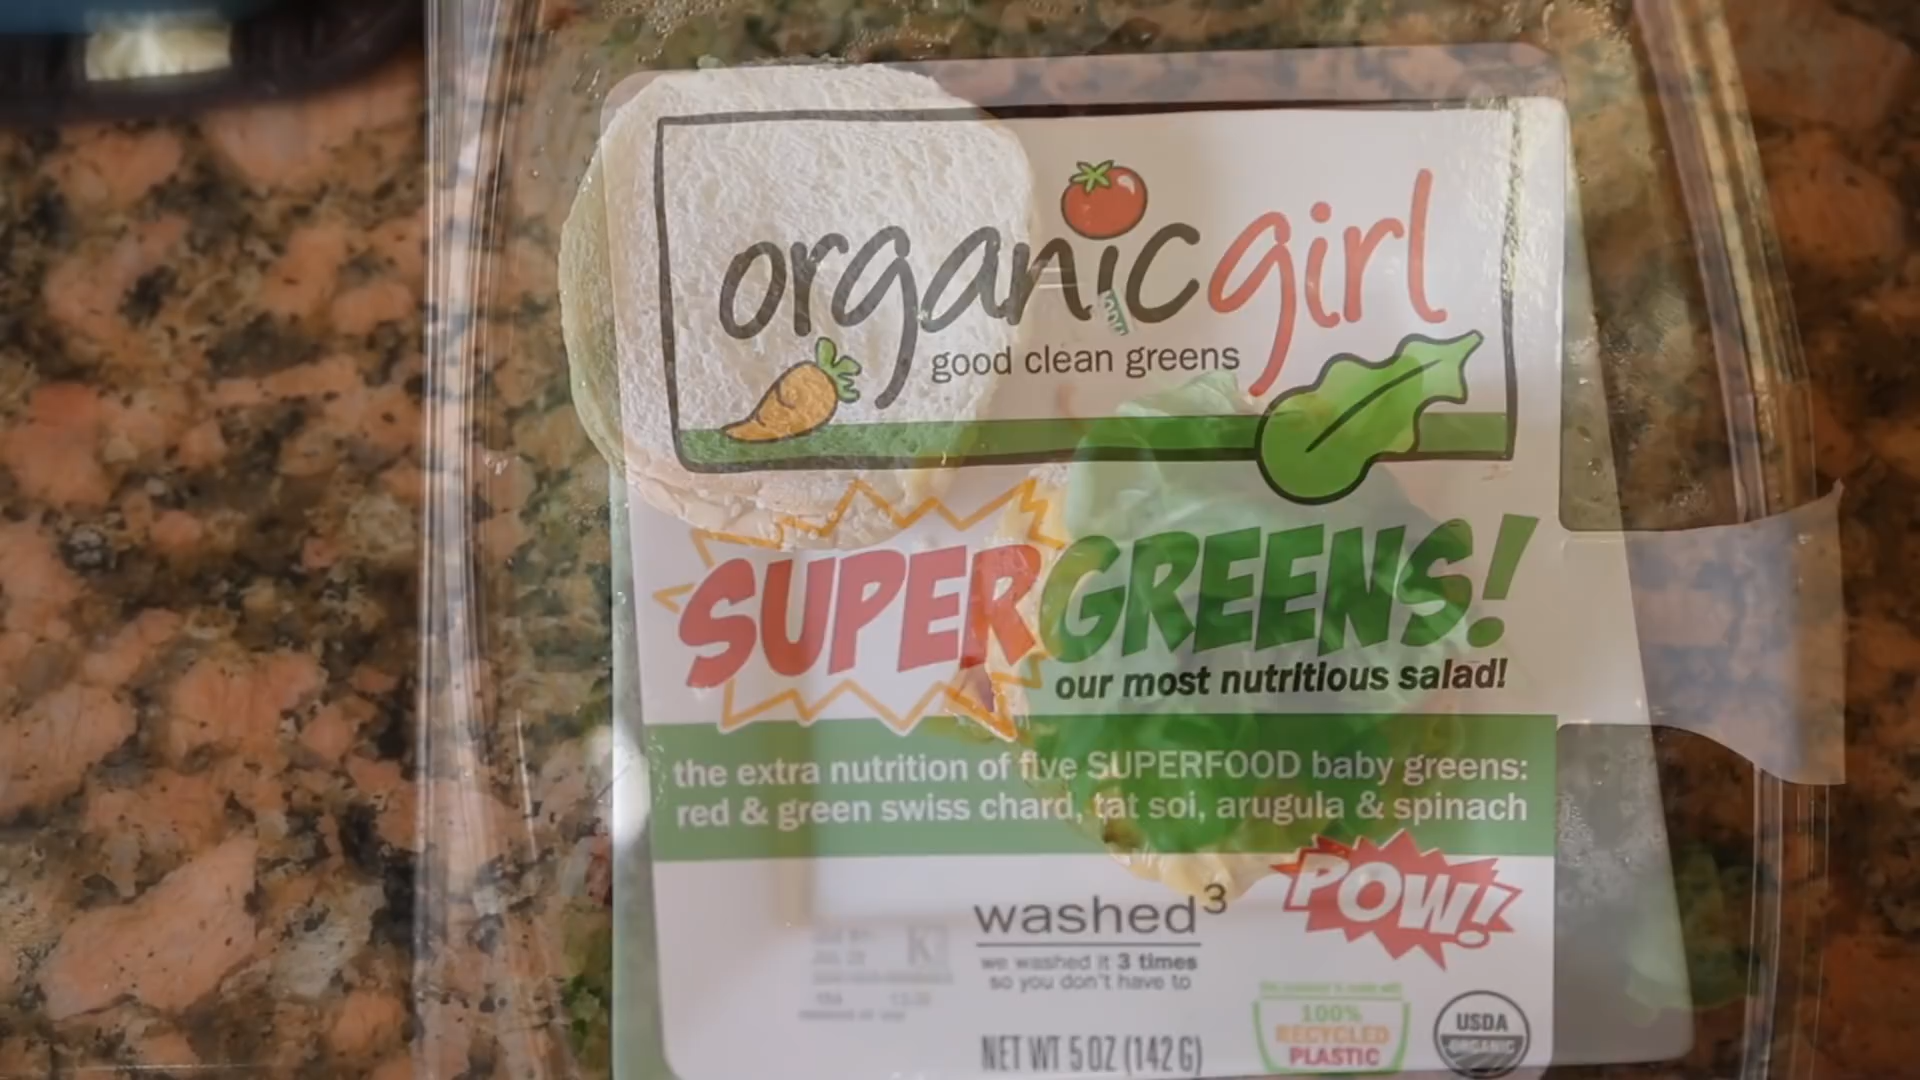 organicgirl
good clean greens
SUPERGREENS!
our most nutritious salad!
the extra nutrition of five SUPERFOOD baby greens:
red & green swiss chard, tat soi, arugula & spinach
POW!
washed3
we washed it 3 times
so you don't have to
100%
RECYCLED
PLASTIC
USDA
ORGANIC
NET WT 5 OZ (142 G)